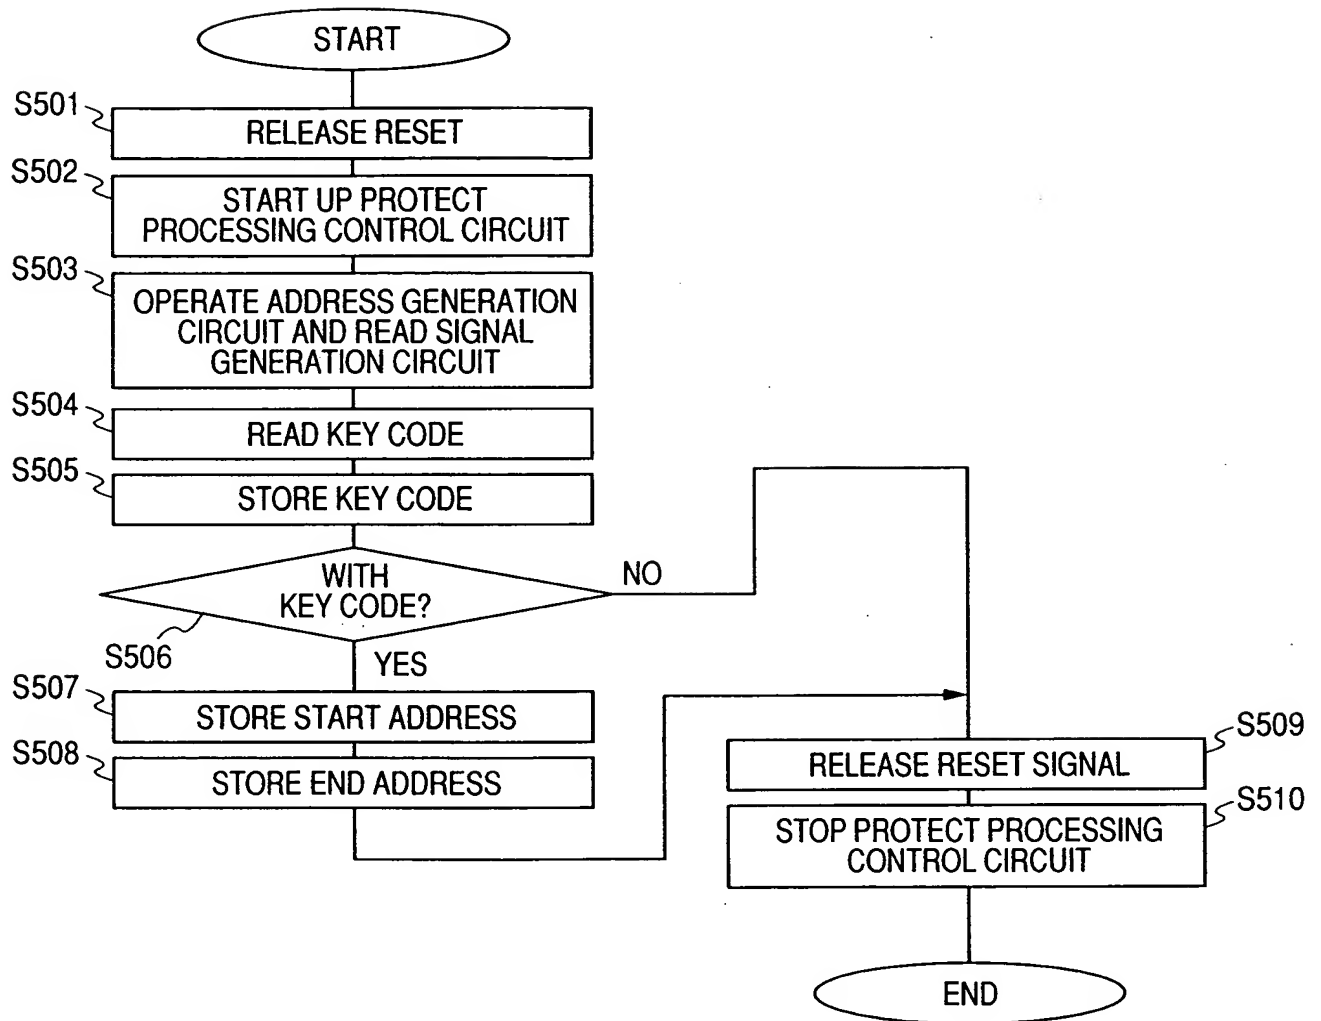 START
S501
RELEASE RESET
S502
START UP PROTECT
PROCESSING CONTROL CIRCUIT
S503
OPERATE ADDRESS GENERATION
CIRCUIT AND READ SIGNAL
GENERATION CIRCUIT
S504
READ KEY CODE
S505
STORE KEY CODE
WITH
KEY CODE?
NO
S506
YES
S507
STORE START ADDRESS
S508
STORE END ADDRESS
S509
RELEASE RESET SIGNAL
S510
STOP PROTECT PROCESSING
CONTROL CIRCUIT
END